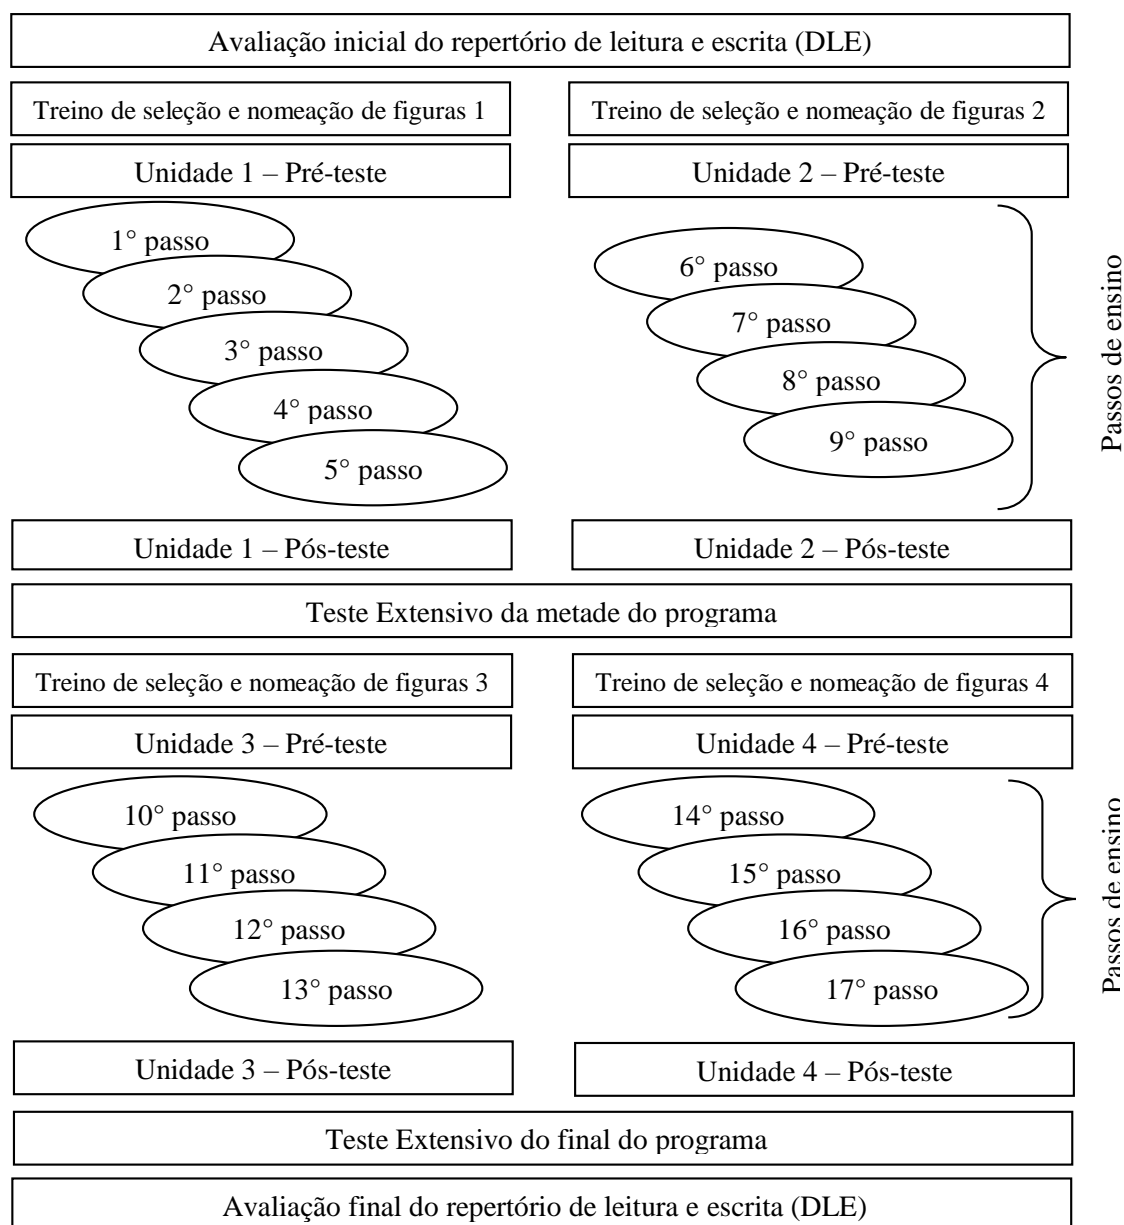 Avaliação inicial do repertório de leitura e escrita (DLE)
Treino de seleção e nomeação de figuras 1
Unidade 1 – Pré-teste
1° passo
2° passo
3° passo
4° passo
5° passo
Unidade 1 – Pós-teste
Treino de seleção e nomeação de figuras 2
Unidade 2 – Pré-teste
6° passo
7° passo
8° passo
9° passo
Unidade 2 – Pós-teste
Passos de ensino
Teste Extensivo da metade do programa
Treino de seleção e nomeação de figuras 3
Unidade 3 – Pré-teste
10° passo
11° passo
12° passo
13° passo
Unidade 3 – Pós-teste
Treino de seleção e nomeação de figuras 4
Unidade 4 – Pré-teste
14° passo
15° passo
16° passo
17° passo
Unidade 4 – Pós-teste
Passos de ensino
Teste Extensivo do final do programa
Avaliação final do repertório de leitura e escrita (DLE)